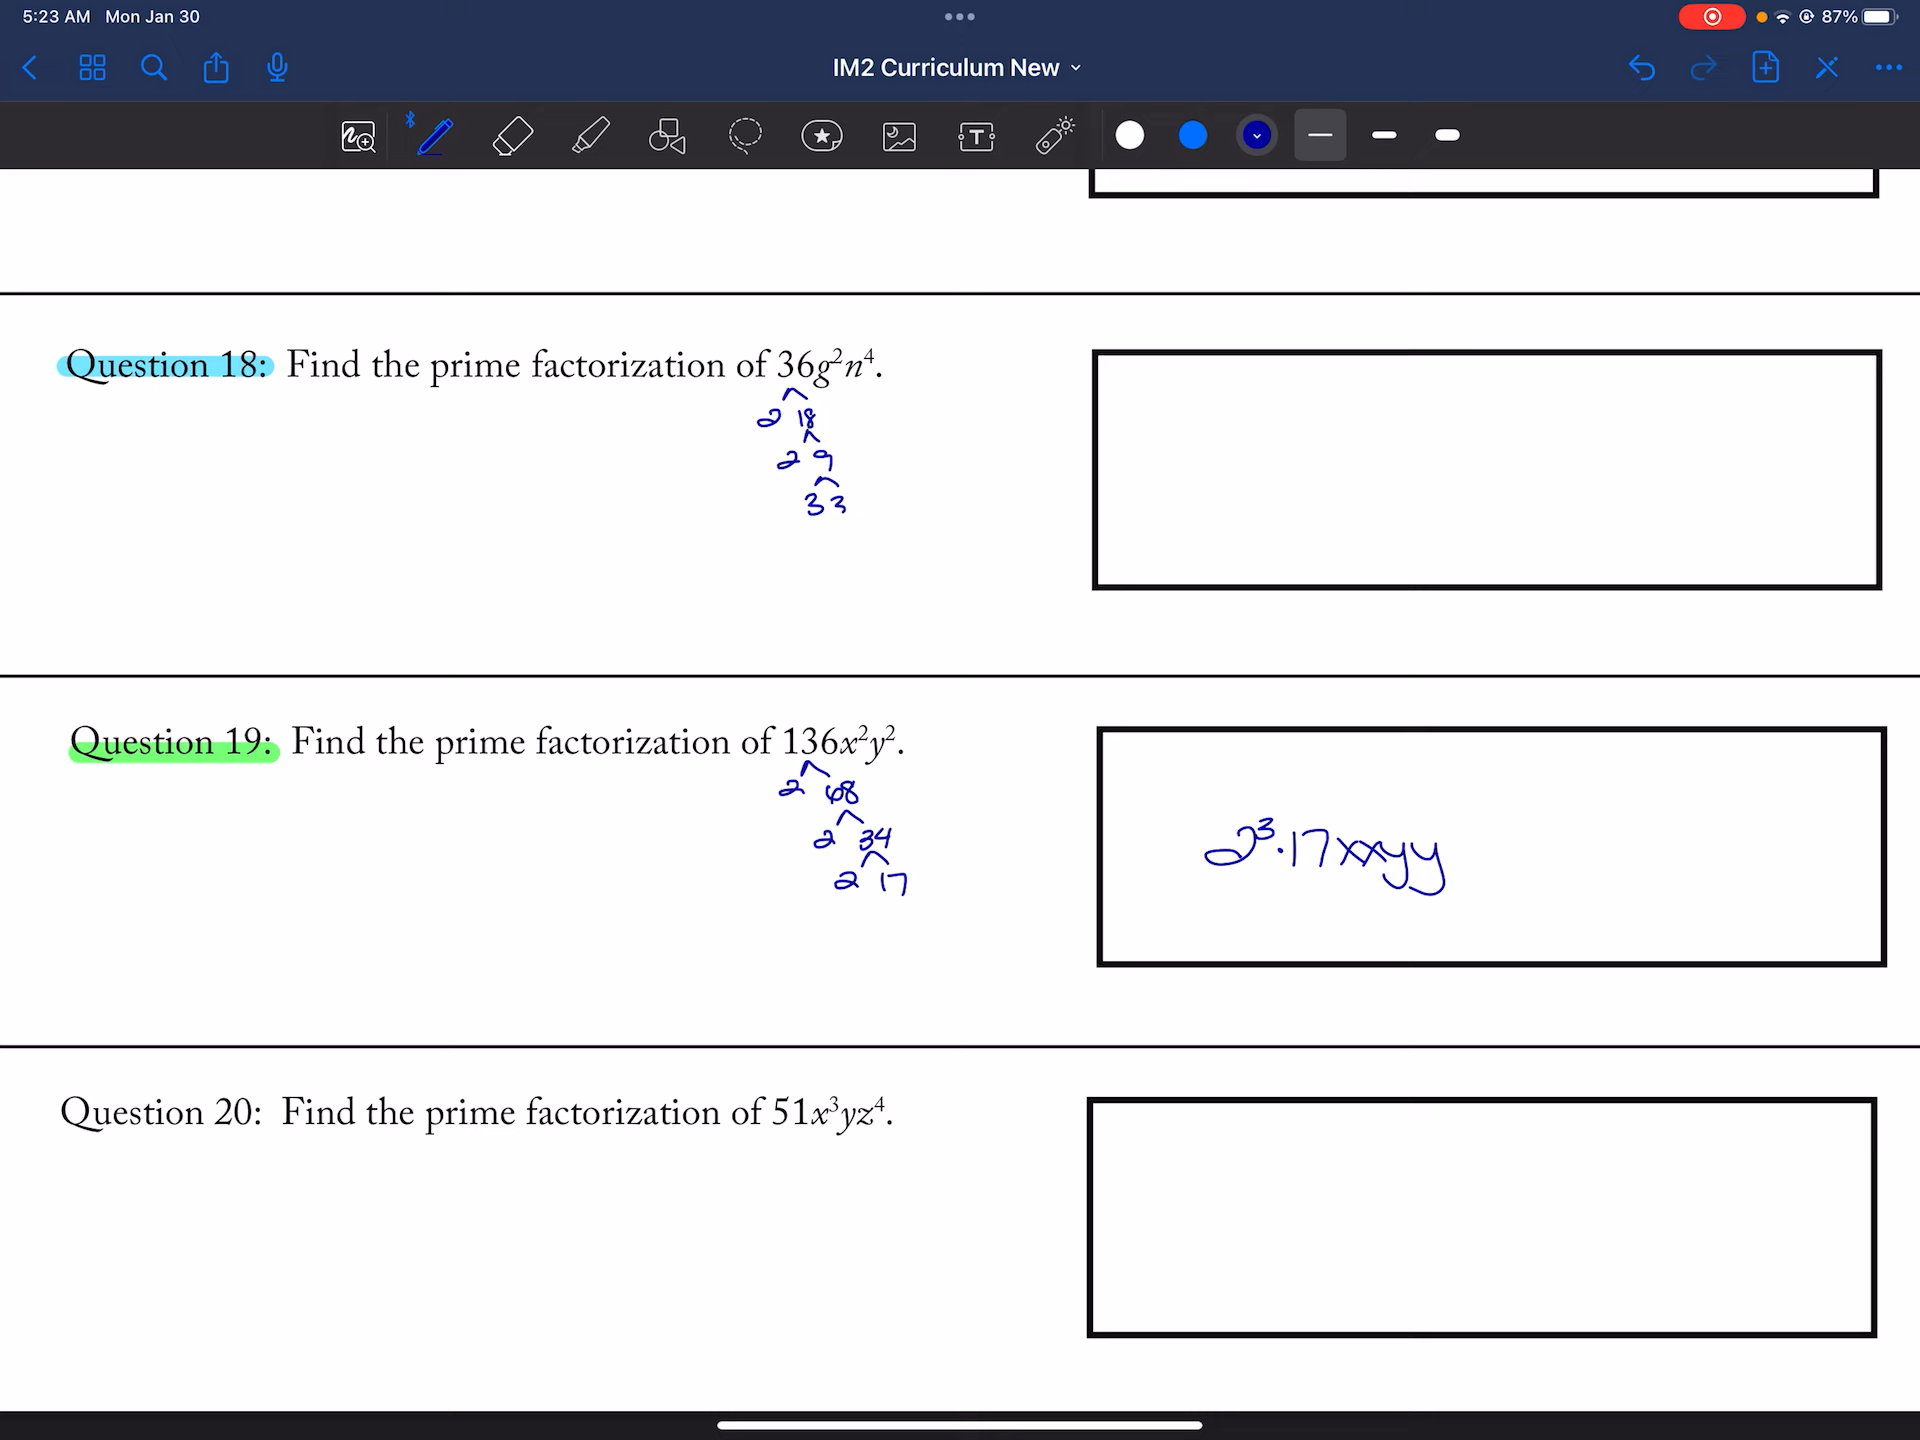 5:23 AM Mon Jan 30
87%
IM2 Curriculum New
Question 18: Find the prime factorization of 36g²n⁴.
2 18
2 9
3 3
Question 19: Find the prime factorization of 136x²y².
2 68
2 34
2 17
2³·17xxyy
Question 20: Find the prime factorization of 51x³yz⁴.